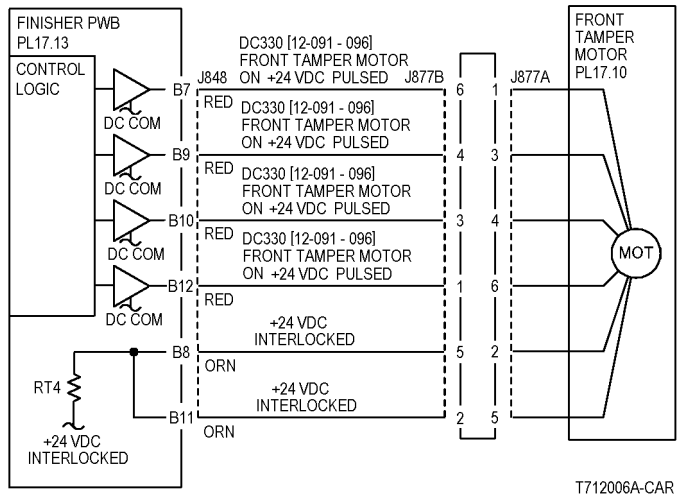 FINISHER PWB
PL17.13
CONTROL
LOGIC
FRONT
TAMPER
MOTOR
PL17.10
J848
J877B
J877A
DC330 [12-091 - 096]
FRONT TAMPER MOTOR
ON +24 VDC PULSED
B7
RED
6
1
DC COM
DC330 [12-091 - 096]
FRONT TAMPER MOTOR
ON +24 VDC PULSED
B9
RED
4
3
DC COM
DC330 [12-091 - 096]
FRONT TAMPER MOTOR
ON +24 VDC PULSED
B10
RED
3
4
DC COM
DC330 [12-091 - 096]
FRONT TAMPER MOTOR
ON +24 VDC PULSED
B12
RED
1
6
DC COM
MOT
+24 VDC
INTERLOCKED
B8
ORN
5
2
RT4
+24 VDC
INTERLOCKED
B11
ORN
2
5
+24 VDC
INTERLOCKED
T712006A-CAR